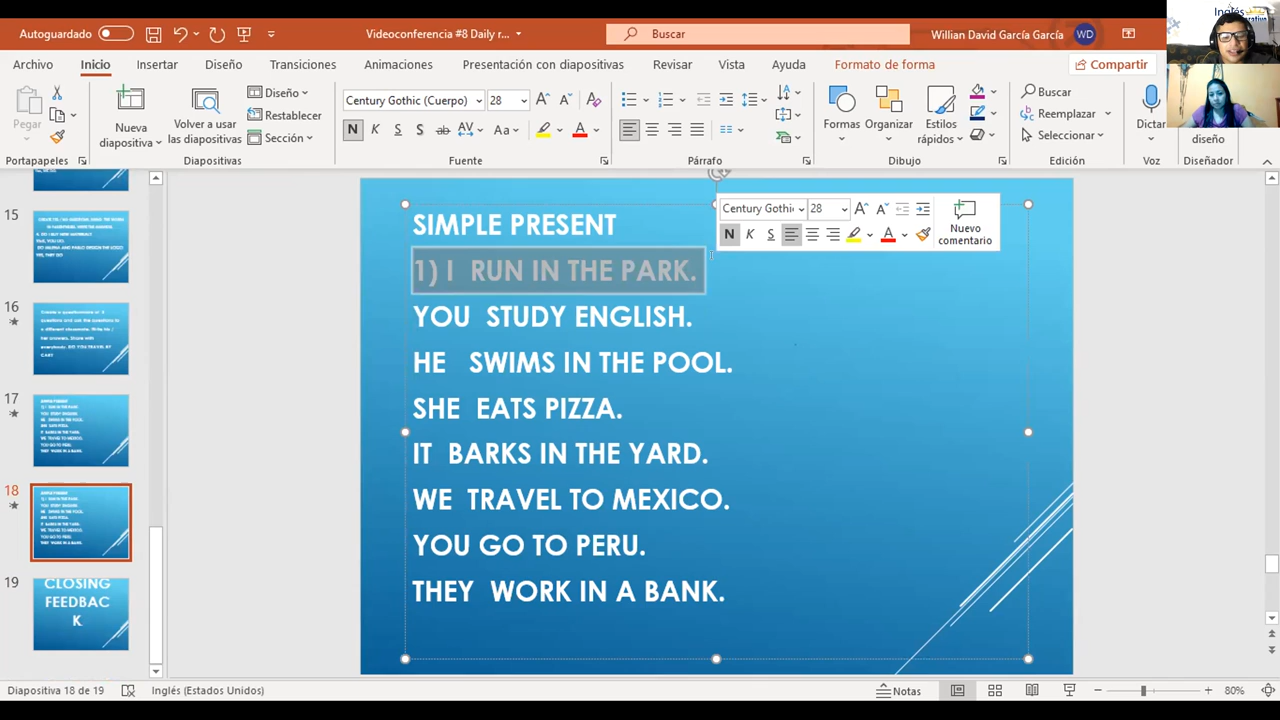 Autoguardado
Videoconferencia #8 Daily r...
Buscar
Willian David García García
WD
Inglés
Archivo
Inicio
Insertar
Diseño
Transiciones
Animaciones
Presentación con diapositivas
Revisar
Vista
Ayuda
Formato de forma
Compartir
Pegar
Nueva
diapositiva
Volver a usar
las diapositivas
Diseño
Restablecer
Sección
Century Gothic (Cuerpo)
28
N K S S ab AV Aa A
Formas
Organizar
Estilos
rápidos
Buscar
Reemplazar
Seleccionar
Dictar
diseño
Portapapeles
Diapositivas
Fuente
Párrafo
Dibujo
Edición
Voz
Diseñador
15
16
17
18
19
CLOSING
FEEDBAC
K
Century Gothi
28
N K S
Nuevo
comentario
SIMPLE PRESENT
1) I RUN IN THE PARK.
YOU STUDY ENGLISH.
HE SWIMS IN THE POOL.
SHE EATS PIZZA.
IT BARKS IN THE YARD.
WE TRAVEL TO MEXICO.
YOU GO TO PERU.
THEY WORK IN A BANK.
Diapositiva 18 de 19
Inglés (Estados Unidos)
Notas
80%